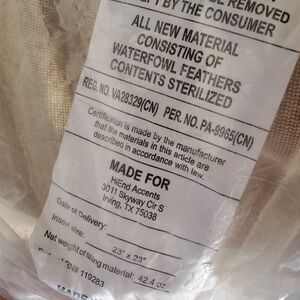 REMOVED
BY THE CONSUMER
ALL NEW MATERIAL
CONSISTING OF
WATERFOWL FEATHERS
CONTENTS STERILIZED
REG. NO. VA28329(CN) PER. NO. PA-9965(CN)
Certification is made by the manufacturer
that the materials in this article are
described in accordance with law.
MADE FOR
HiEnd Accents
3011 Skyway Cir S
Irving, TX 75038
Date of Delivery:
Insert size: 23" x 23"
Net weight of filling material: 42.4 oz
119283
MADE